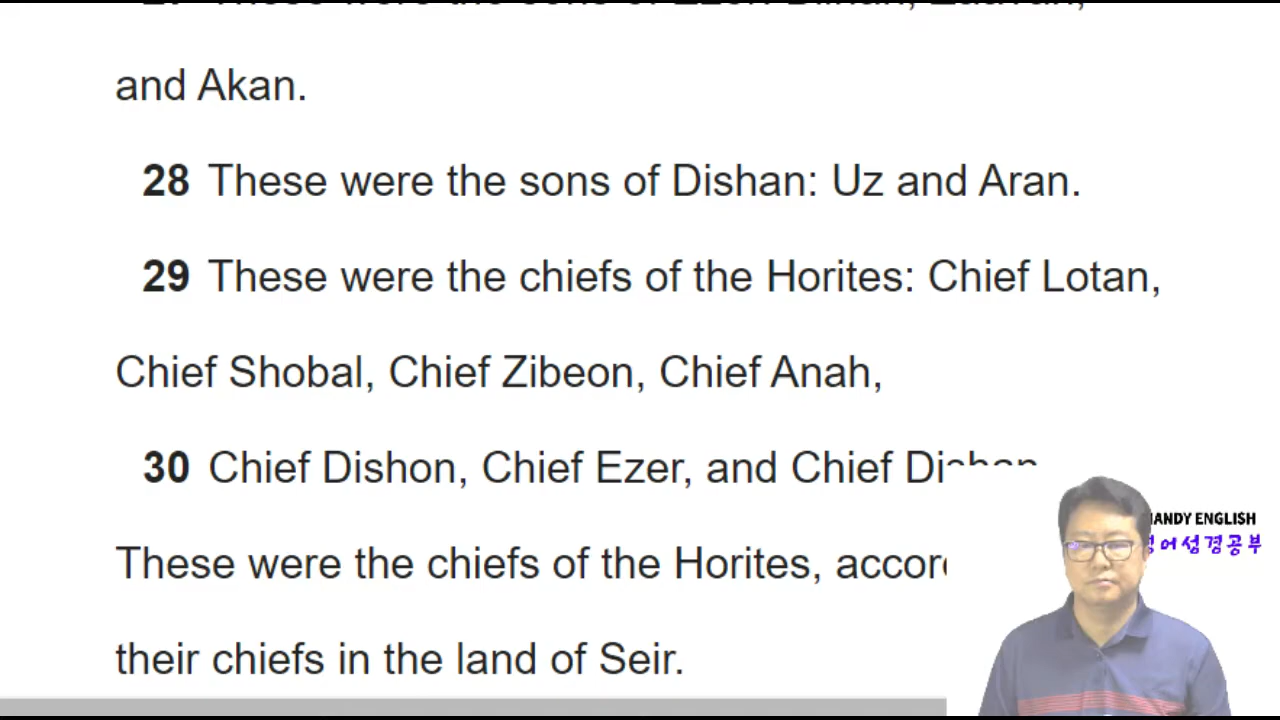 and Akan.
28 These were the sons of Dishan: Uz and Aran.
29 These were the chiefs of the Horites: Chief Lotan,
Chief Shobal, Chief Zibeon, Chief Anah,
30 Chief Dishon, Chief Ezer, and Chief
These were the chiefs of the Horites,
their chiefs in the land of Seir.
ENGLISH